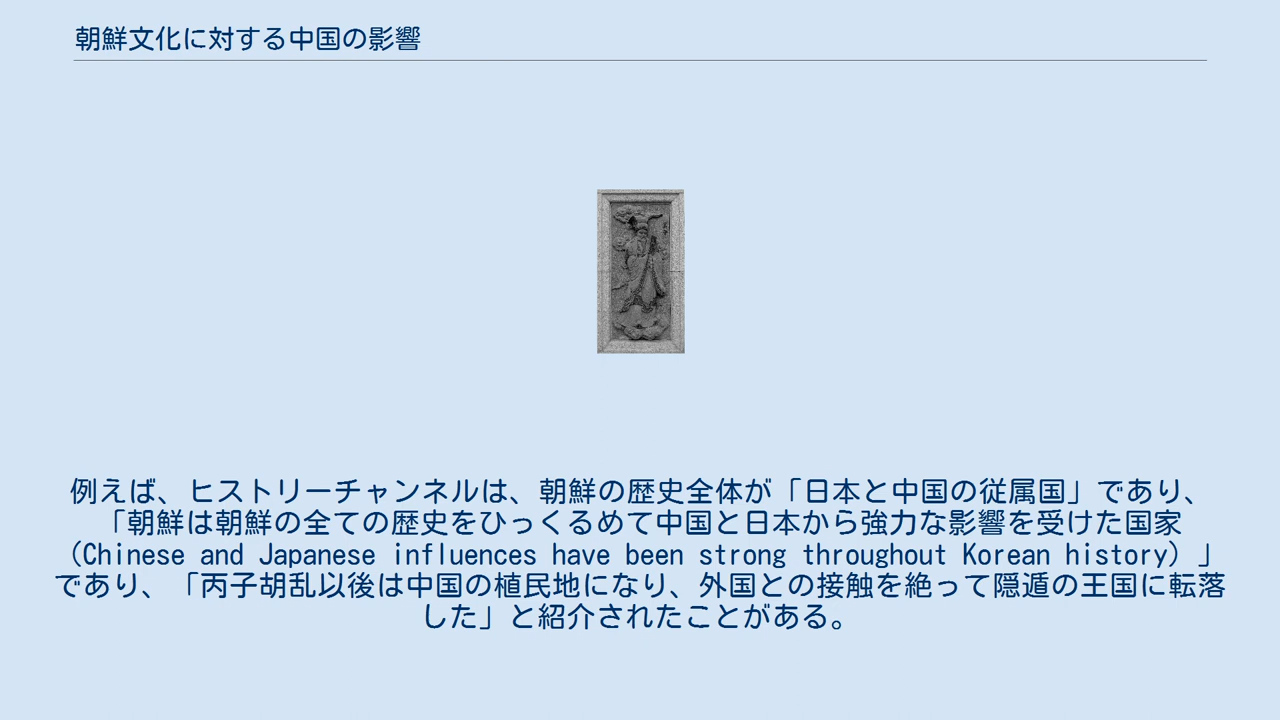 朝鮮文化に対する中国の影響
例えば、ヒストリーチャンネルは、朝鮮の歴史全体が「日本と中国の従属国」であり、
「朝鮮は朝鮮の全ての歴史をひっくるめて中国と日本から強力な影響を受けた国家
（Chinese and Japanese influences have been strong throughout Korean history）」
であり、「丙子胡乱以後は中国の植民地になり、外国との接触を絶って隠遁の王国に転落
した」と紹介されたことがある。